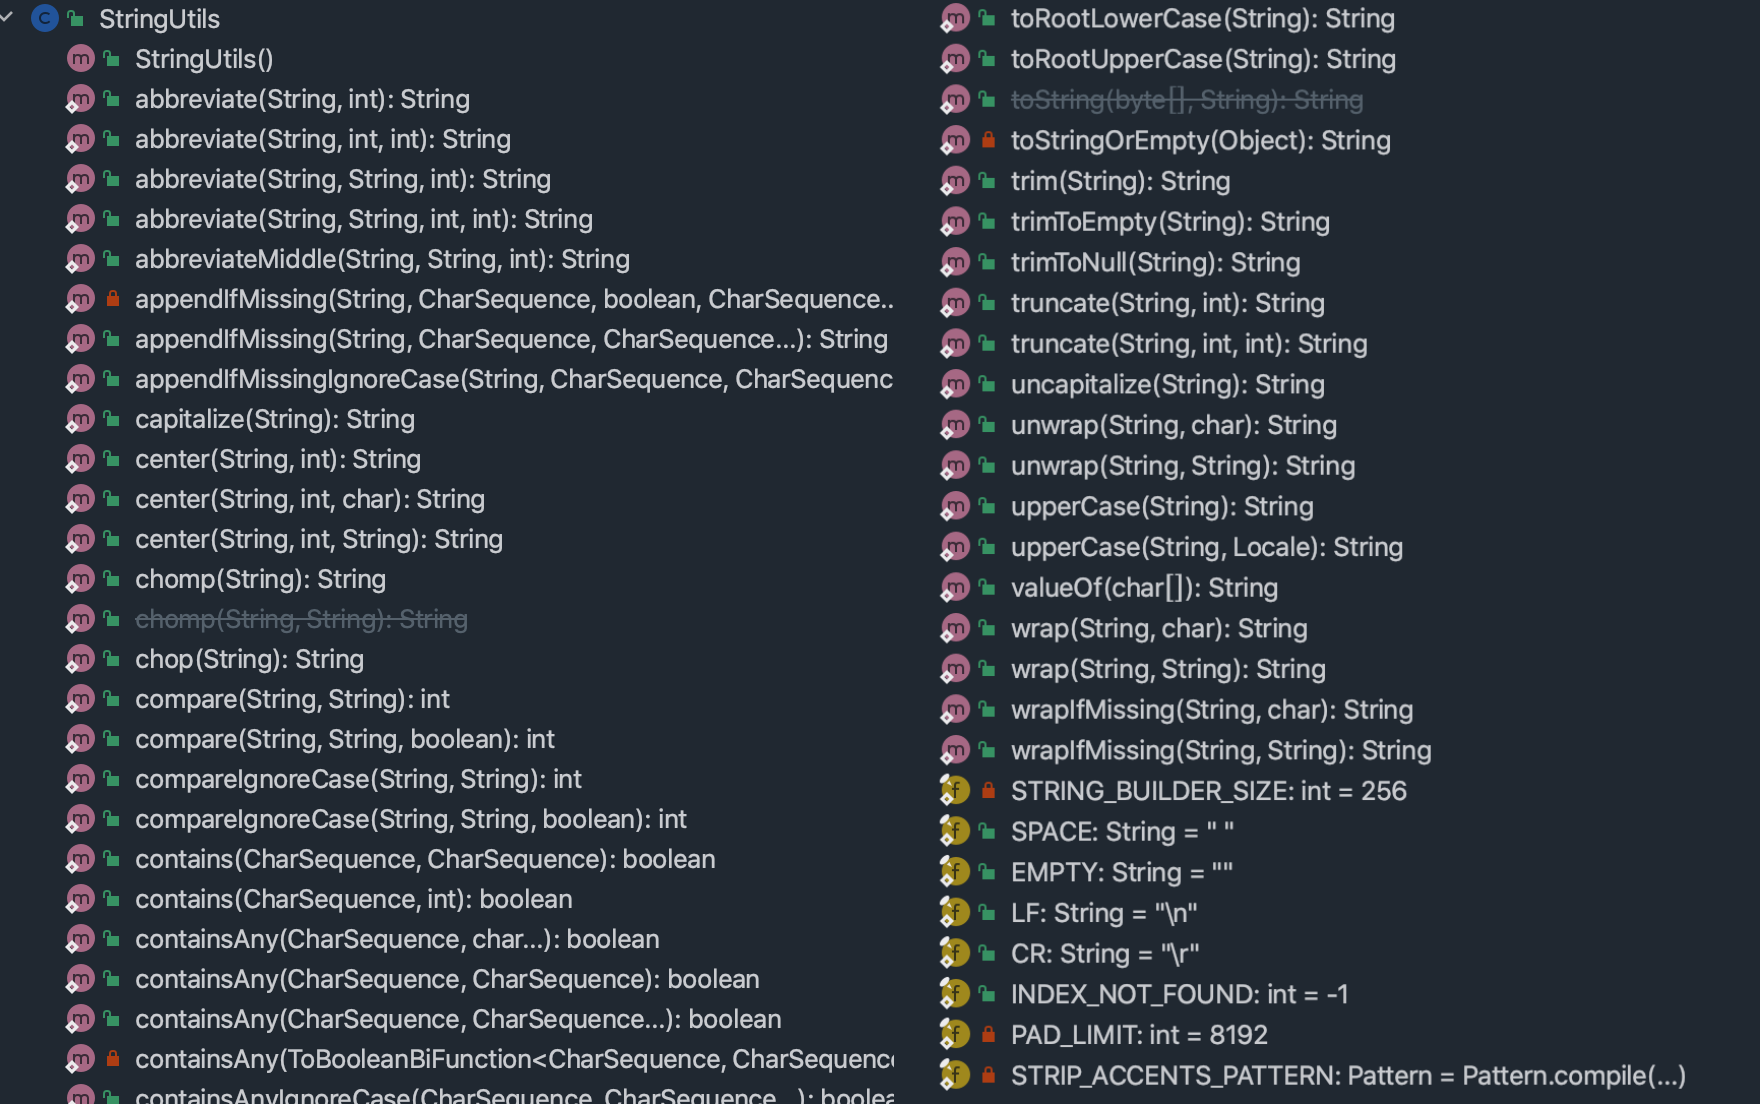 StringUtils
StringUtils()
abbreviate(String, int): String
abbreviate(String, int, int): String
abbreviate(String, String, int): String
abbreviate(String, String, int, int): String
abbreviateMiddle(String, String, int): String
appendIfMissing(String, CharSequence, boolean, CharSequence..
appendIfMissing(String, CharSequence, CharSequence...): String
appendIfMissingIgnoreCase(String, CharSequence, CharSequenc
capitalize(String): String
center(String, int): String
center(String, int, char): String
center(String, int, String): String
chomp(String): String
chomp(String, String): String
chop(String): String
compare(String, String): int
compare(String, String, boolean): int
compareIgnoreCase(String, String): int
compareIgnoreCase(String, String, boolean): int
contains(CharSequence, CharSequence): boolean
contains(CharSequence, int): boolean
containsAny(CharSequence, char...): boolean
containsAny(CharSequence, CharSequence): boolean
containsAny(CharSequence, CharSequence...): boolean
containsAny(ToBooleanBiFunction<CharSequence, CharSequence
containsAnyIgnoreCase(CharSequence, CharSequence...): boolea
toRootLowerCase(String): String
toRootUpperCase(String): String
toString(byte[], String): String
toStringOrEmpty(Object): String
trim(String): String
trimToEmpty(String): String
trimToNull(String): String
truncate(String, int): String
truncate(String, int, int): String
uncapitalize(String): String
unwrap(String, char): String
unwrap(String, String): String
upperCase(String): String
upperCase(String, Locale): String
valueOf(char[]): String
wrap(String, char): String
wrap(String, String): String
wrapIfMissing(String, char): String
wrapIfMissing(String, String): String
STRING_BUILDER_SIZE: int = 256
SPACE: String = " "
EMPTY: String = ""
LF: String = "\n"
CR: String = "\r"
INDEX_NOT_FOUND: int = -1
PAD_LIMIT: int = 8192
STRIP_ACCENTS_PATTERN: Pattern = Pattern.compile(...)